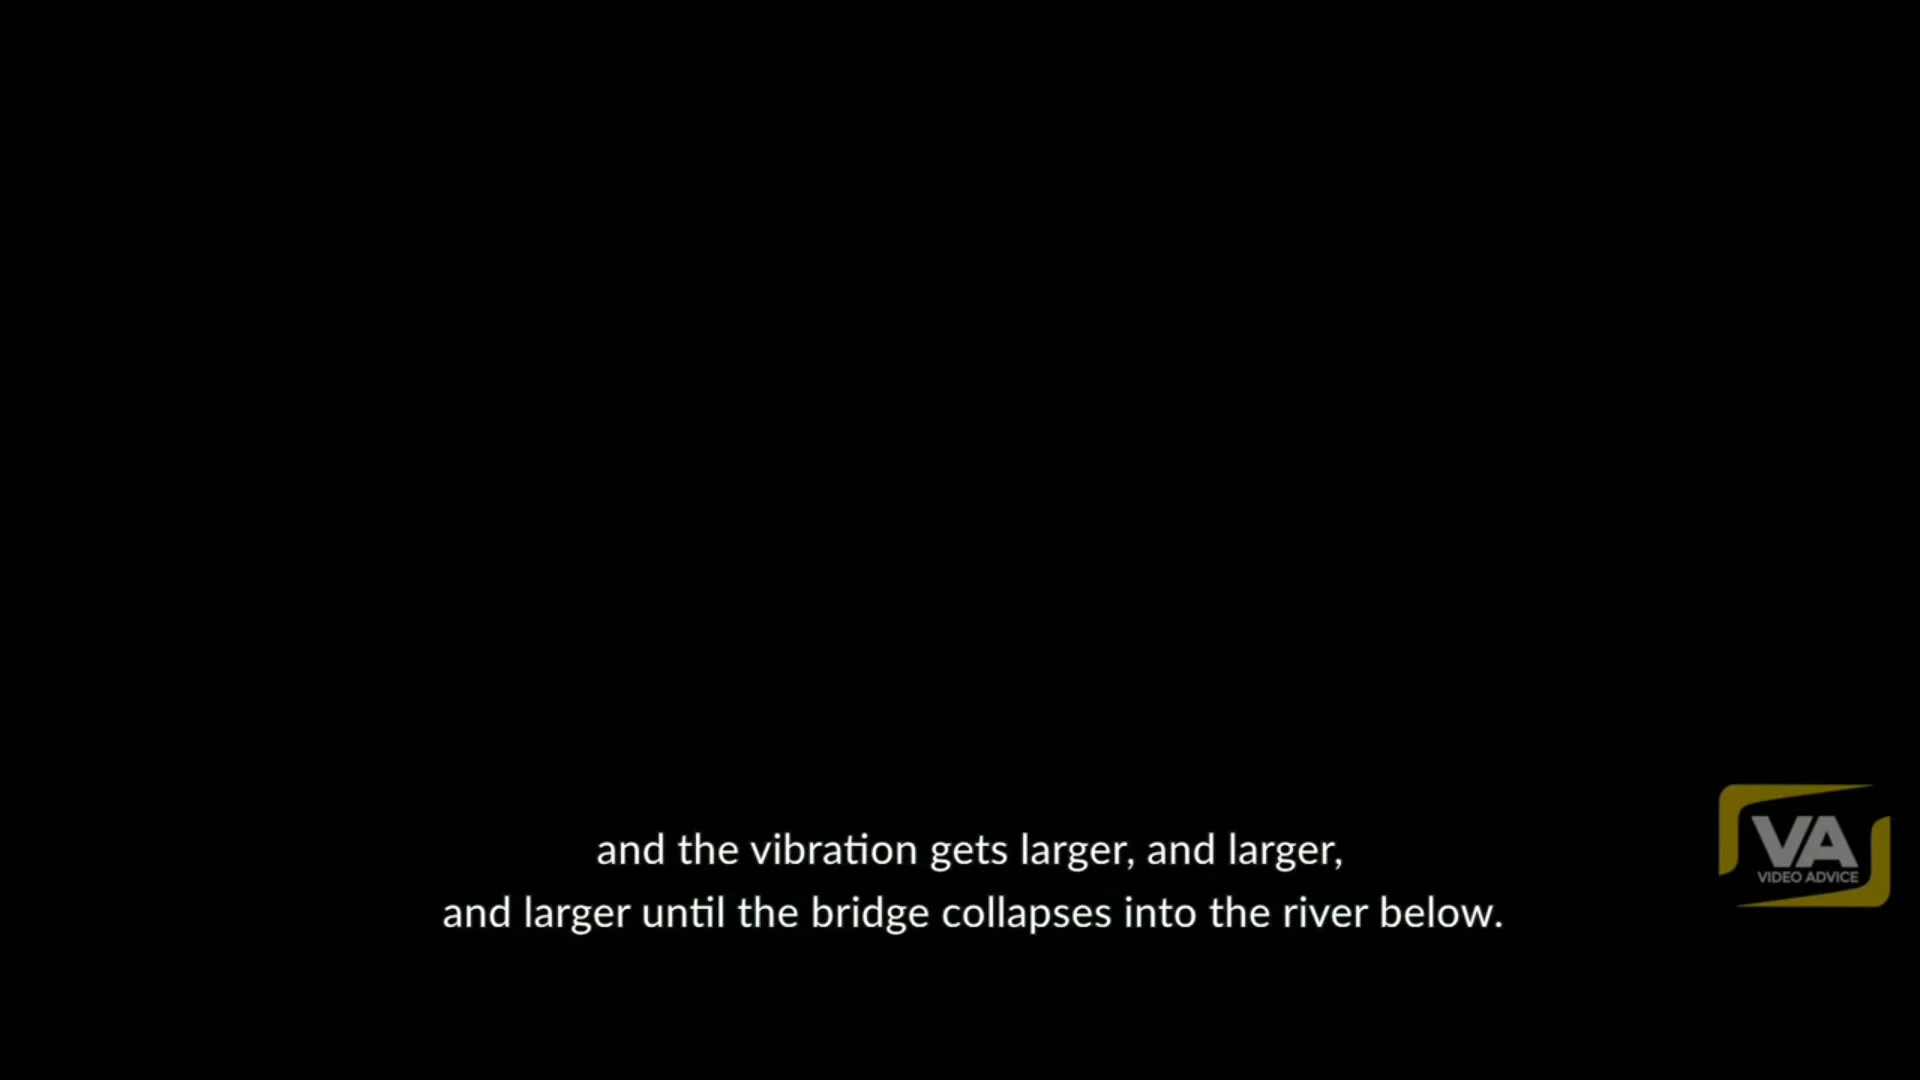 and the vibration gets larger, and larger,
and larger until the bridge collapses into the river below.
VA
VIDEO ADVICE